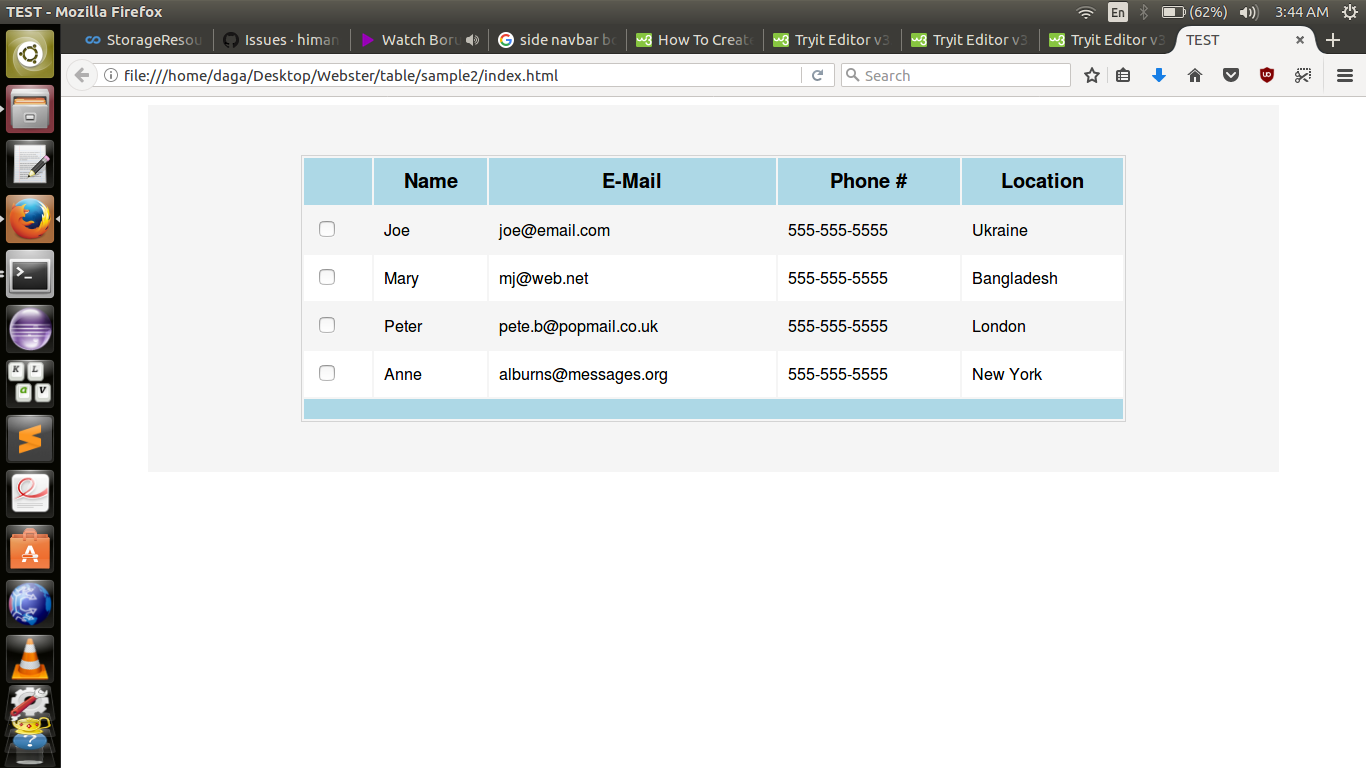 TEST - Mozilla Firefox
En
(62%)
3:44 AM
StorageResou
Issues · himan
Watch Boru
side navbar bo
How To Create
Tryit Editor v3
Tryit Editor v3
Tryit Editor v3
TEST
file:///home/daga/Desktop/Webster/table/sample2/index.html
Search
Name E-Mail Phone # Location
Joe joe@email.com 555-555-5555 Ukraine
Mary mj@web.net 555-555-5555 Bangladesh
Peter pete.b@popmail.co.uk 555-555-5555 London
Anne alburns@messages.org 555-555-5555 New York